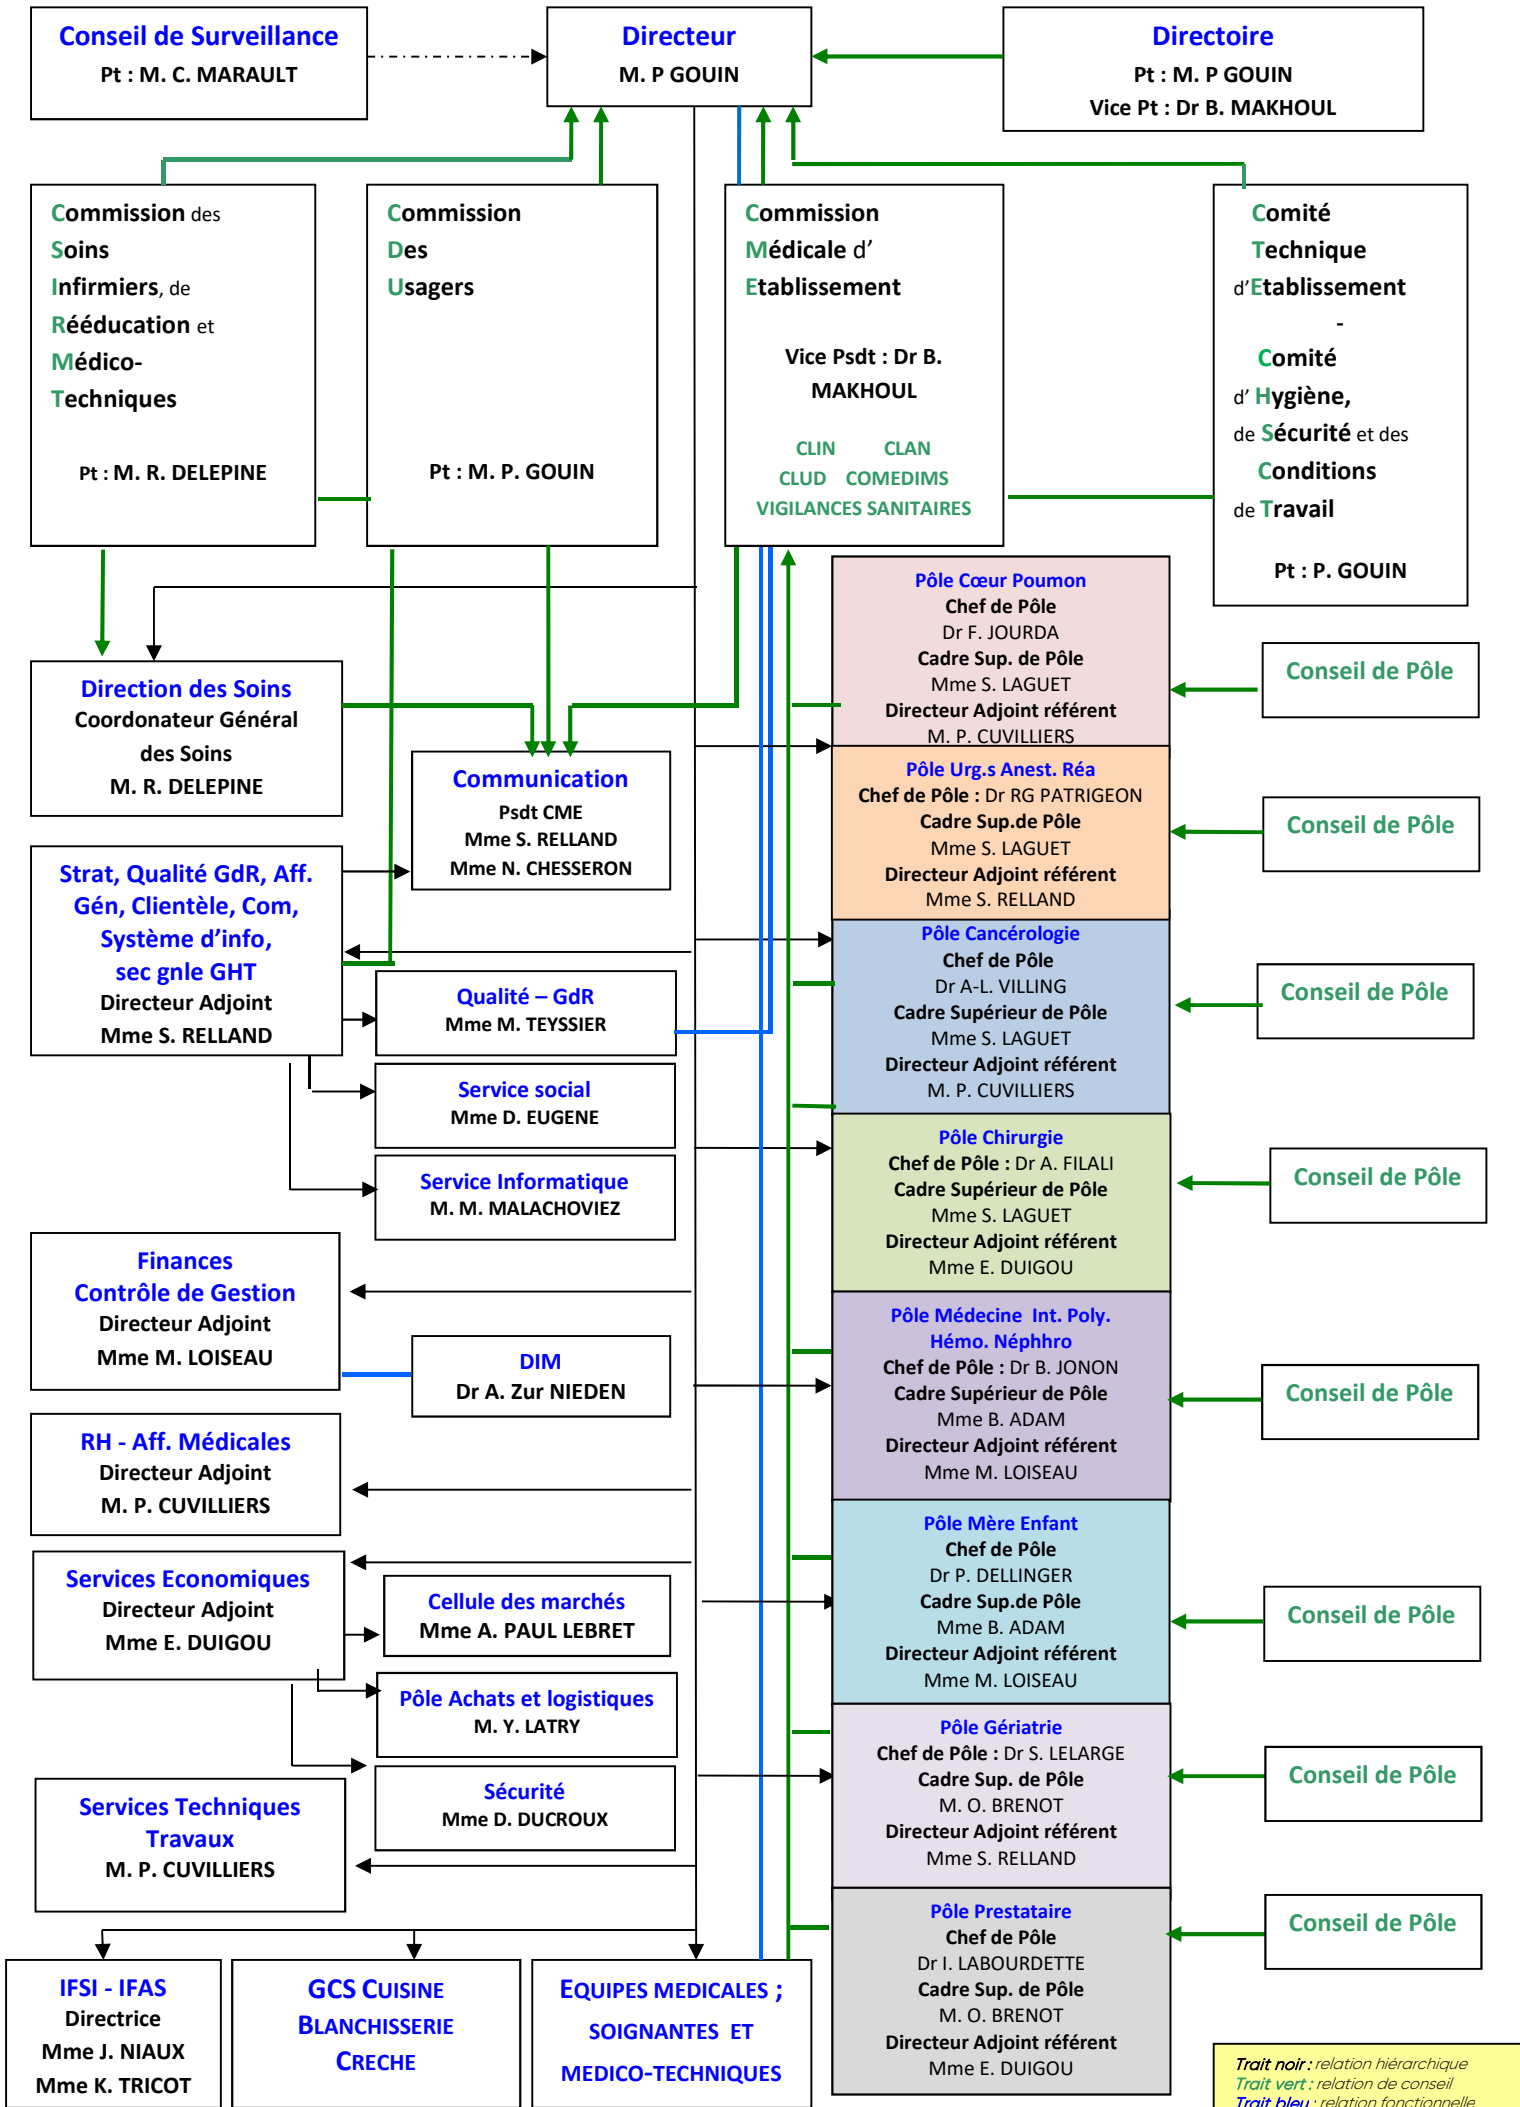 Conseil de Surveillance
Pt : M. C. MARAULT
Directeur
M. P GOUIN
Directoire
Pt : M. P GOUIN
Vice Pt : Dr B. MAKHOUL
Commission des
Soins
Infirmiers, de
Rééducation et
Médico-
Techniques
Pt : M. R. DELEPINE
Commission
Des
Usagers
Pt : M. P. GOUIN
Commission
Médicale d’
Etablissement
Vice Psdt : Dr B.
MAKHOUL
CLIN CLAN
CLUD COMEDIMS
VIGILANCES SANITAIRES
Comité
Technique
d’Etablissement
-
Comité
d’ Hygiène,
de Sécurité et des
Conditions
de Travail
Pt : P. GOUIN
Direction des Soins
Coordonateur Général
des Soins
M. R. DELEPINE
Communication
Psdt CME
Mme S. RELLAND
Mme N. CHESSERON
Strat, Qualité GdR, Aff.
Gén, Clientèle, Com,
Système d’info,
sec gnle GHT
Directeur Adjoint
Mme S. RELLAND
Qualité – GdR
Mme M. TEYSSIER
Service social
Mme D. EUGENE
Service Informatique
M. M. MALACHOVIEZ
Finances
Contrôle de Gestion
Directeur Adjoint
Mme M. LOISEAU
DIM
Dr A. Zur NIEDEN
RH - Aff. Médicales
Directeur Adjoint
M. P. CUVILLIERS
Services Economiques
Directeur Adjoint
Mme E. DUIGOU
Cellule des marchés
Mme A. PAUL LEBRET
Pôle Achats et logistiques
M. Y. LATRY
Sécurité
Mme D. DUCROUX
Services Techniques
Travaux
M. P. CUVILLIERS
IFSI - IFAS
Directrice
Mme J. NIAUX
Mme K. TRICOT
GCS CUISINE
BLANCHISSERIE
CRECHE
EQUIPES MEDICALES ;
SOIGNANTES ET
MEDICO-TECHNIQUES
Pôle Cœur Poumon
Chef de Pôle
Dr F. JOURDA
Cadre Sup. de Pôle
Mme S. LAGUET
Directeur Adjoint référent
M. P. CUVILLIERS
Conseil de Pôle
Pôle Urg.s Anest. Réa
Chef de Pôle : Dr RG PATRIGEON
Cadre Sup.de Pôle
Mme S. LAGUET
Directeur Adjoint référent
Mme S. RELLAND
Conseil de Pôle
Pôle Cancérologie
Chef de Pôle
Dr A-L. VILLING
Cadre Supérieur de Pôle
Mme S. LAGUET
Directeur Adjoint référent
M. P. CUVILLIERS
Conseil de Pôle
Pôle Chirurgie
Chef de Pôle : Dr A. FILALI
Cadre Supérieur de Pôle
Mme S. LAGUET
Directeur Adjoint référent
Mme E. DUIGOU
Conseil de Pôle
Pôle Médecine Int. Poly.
Hémo. Néphhro
Chef de Pôle : Dr B. JONON
Cadre Supérieur de Pôle
Mme B. ADAM
Directeur Adjoint référent
Mme M. LOISEAU
Conseil de Pôle
Pôle Mère Enfant
Chef de Pôle
Dr P. DELLINGER
Cadre Sup.de Pôle
Mme B. ADAM
Directeur Adjoint référent
Mme M. LOISEAU
Conseil de Pôle
Pôle Gériatrie
Chef de Pôle : Dr S. LELARGE
Cadre Sup. de Pôle
M. O. BRENOT
Directeur Adjoint référent
Mme S. RELLAND
Conseil de Pôle
Pôle Prestataire
Chef de Pôle
Dr I. LABOURDETTE
Cadre Sup. de Pôle
M. O. BRENOT
Directeur Adjoint référent
Mme E. DUIGOU
Conseil de Pôle
Trait noir : relation hiérarchique
Trait vert : relation de conseil
Trait bleu : relation fonctionnelle